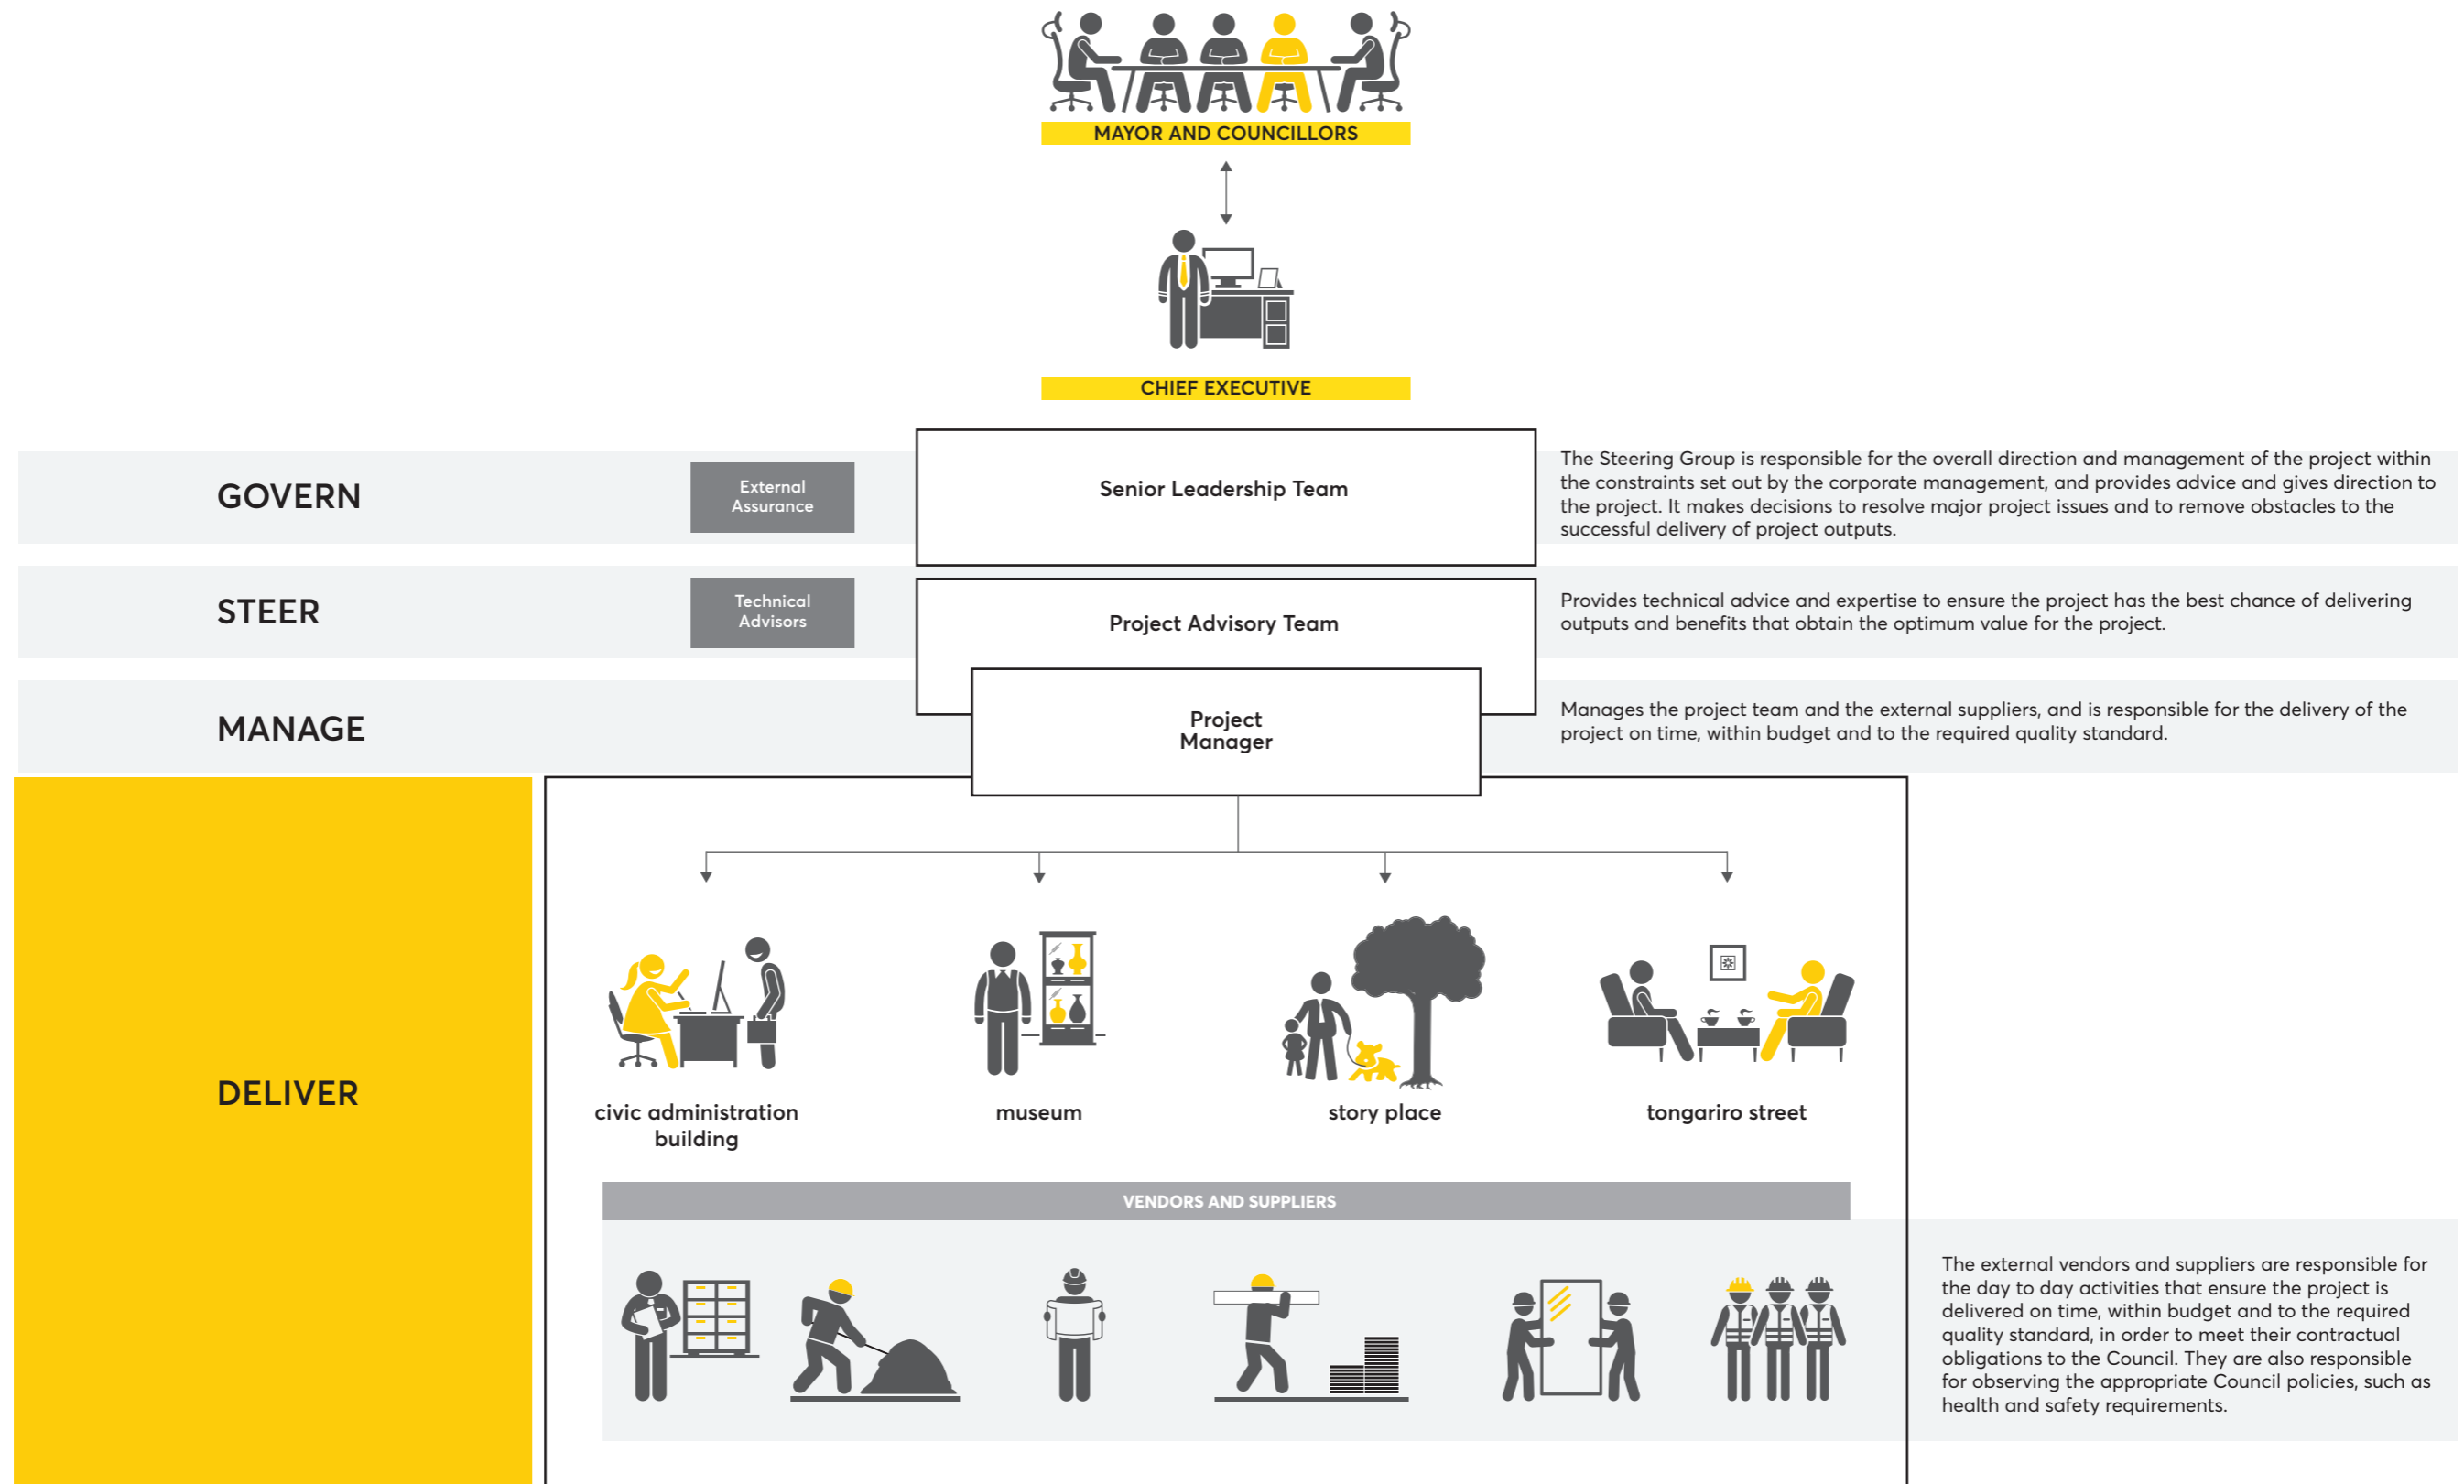 MAYOR AND COUNCILLORS
CHIEF EXECUTIVE
GOVERN
External
Assurance
Senior Leadership Team
The Steering Group is responsible for the overall direction and management of the project within
the constraints set out by the corporate management, and provides advice and gives direction to
the project. It makes decisions to resolve major project issues and to remove obstacles to the
successful delivery of project outputs.
STEER
Technical
Advisors
Project Advisory Team
Provides technical advice and expertise to ensure the project has the best chance of delivering
outputs and benefits that obtain the optimum value for the project.
MANAGE
Project
Manager
Manages the project team and the external suppliers, and is responsible for the delivery of the
project on time, within budget and to the required quality standard.
DELIVER
civic administration
building
museum
story place
tongariro street
VENDORS AND SUPPLIERS
The external vendors and suppliers are responsible for
the day to day activities that ensure the project is
delivered on time, within budget and to the required
quality standard, in order to meet their contractual
obligations to the Council. They are also responsible
for observing the appropriate Council policies, such as
health and safety requirements.